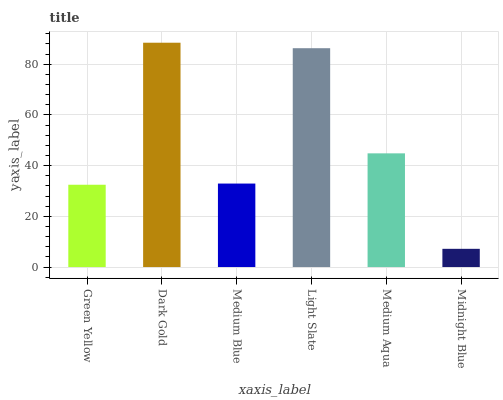 title
yaxis_label
80
60
40
20
0
Green Yellow
Dark Gold
Medium Blue
Light Slate
Medium Aqua
Midnight Blue
xaxis_label